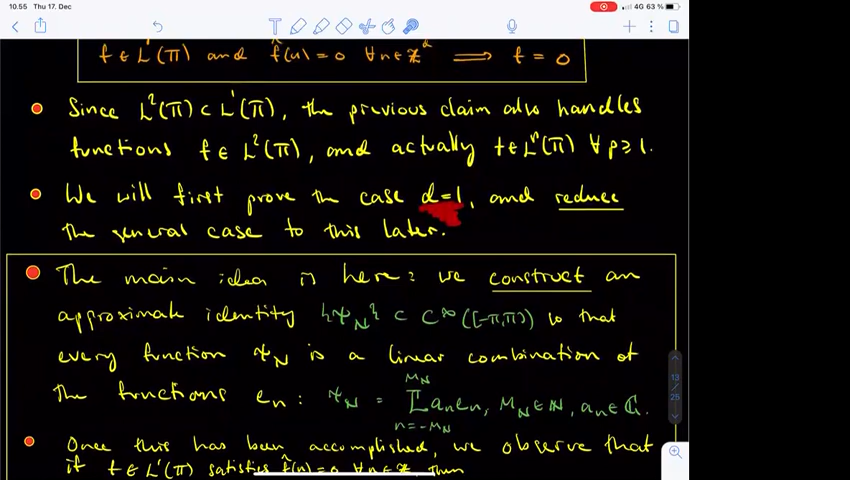 10.55 Thu 17. Dec
4G 63 %
f ∈ L¹(Π) and f̂(n) = 0 ∀n∈ℤᵈ ⟹ f = 0
Since L²(Π) ⊂ L¹(Π), the previous claim also handles
functions f ∈ L²(Π), and actually f ∈ Lᵖ(Π) ∀ p ≥ 1.
We will first prove the case d=1, and reduce
the general case to this later.
The main idea is here: we construct an
approximate identity {ψ_N} ⊂ C^∞([-π,π)) so that
every function ψ_N is a linear combination of
the functions e_n: ψ_N = Σ_{n=-M_N}^{M_N} a_n e_n, M_N ∈ ℕ, a_n ∈ ℂ.
Once this has been accomplished, we observe that
if f ∈ L¹(Π) satisfies f̂(n)=0 ∀n∈ℤ, then
13
25